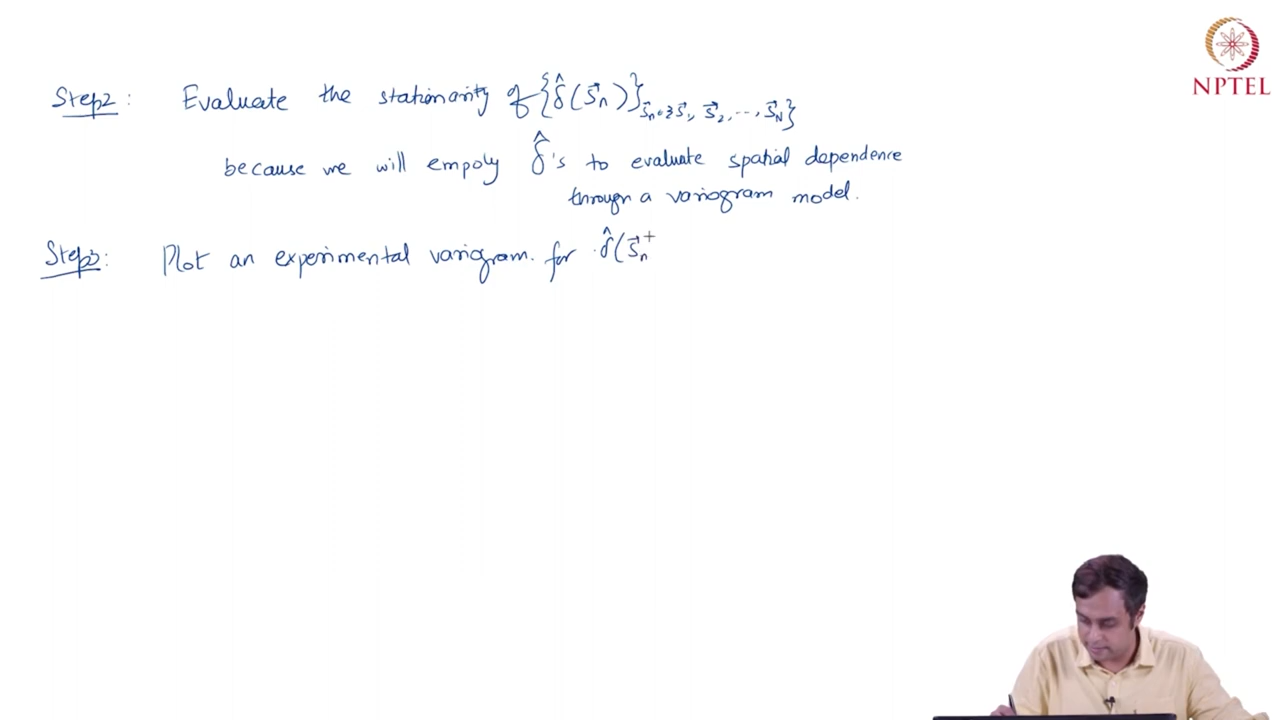 NPTEL
Step2: Evaluate the stationarity of {δ̂(s⃗n)}s⃗n∈{s⃗1, s⃗2, ..., s⃗N}
because we will empoly δ̂'s to evaluate spatial dependence
through a variogram model.
Step3: Plot an experimental variogram. for δ̂(s⃗n